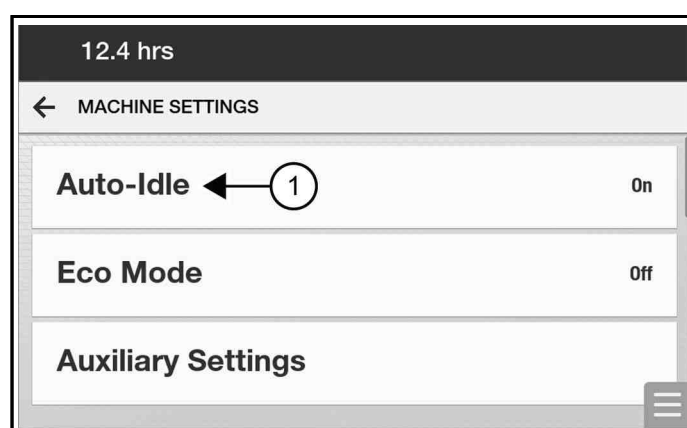 12.4 hrs
MACHINE SETTINGS
Auto-Idle 1 On
Eco Mode Off
Auxiliary Settings